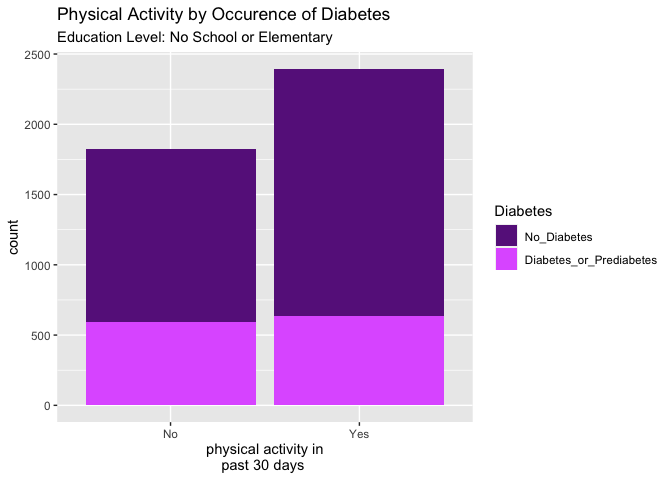 Physical Activity by Occurence of Diabetes
Education Level: No School or Elementary
2500
2000
1500
1000
500
0
count
No
Yes
physical activity in
past 30 days
Diabetes
No_Diabetes
Diabetes_or_Prediabetes